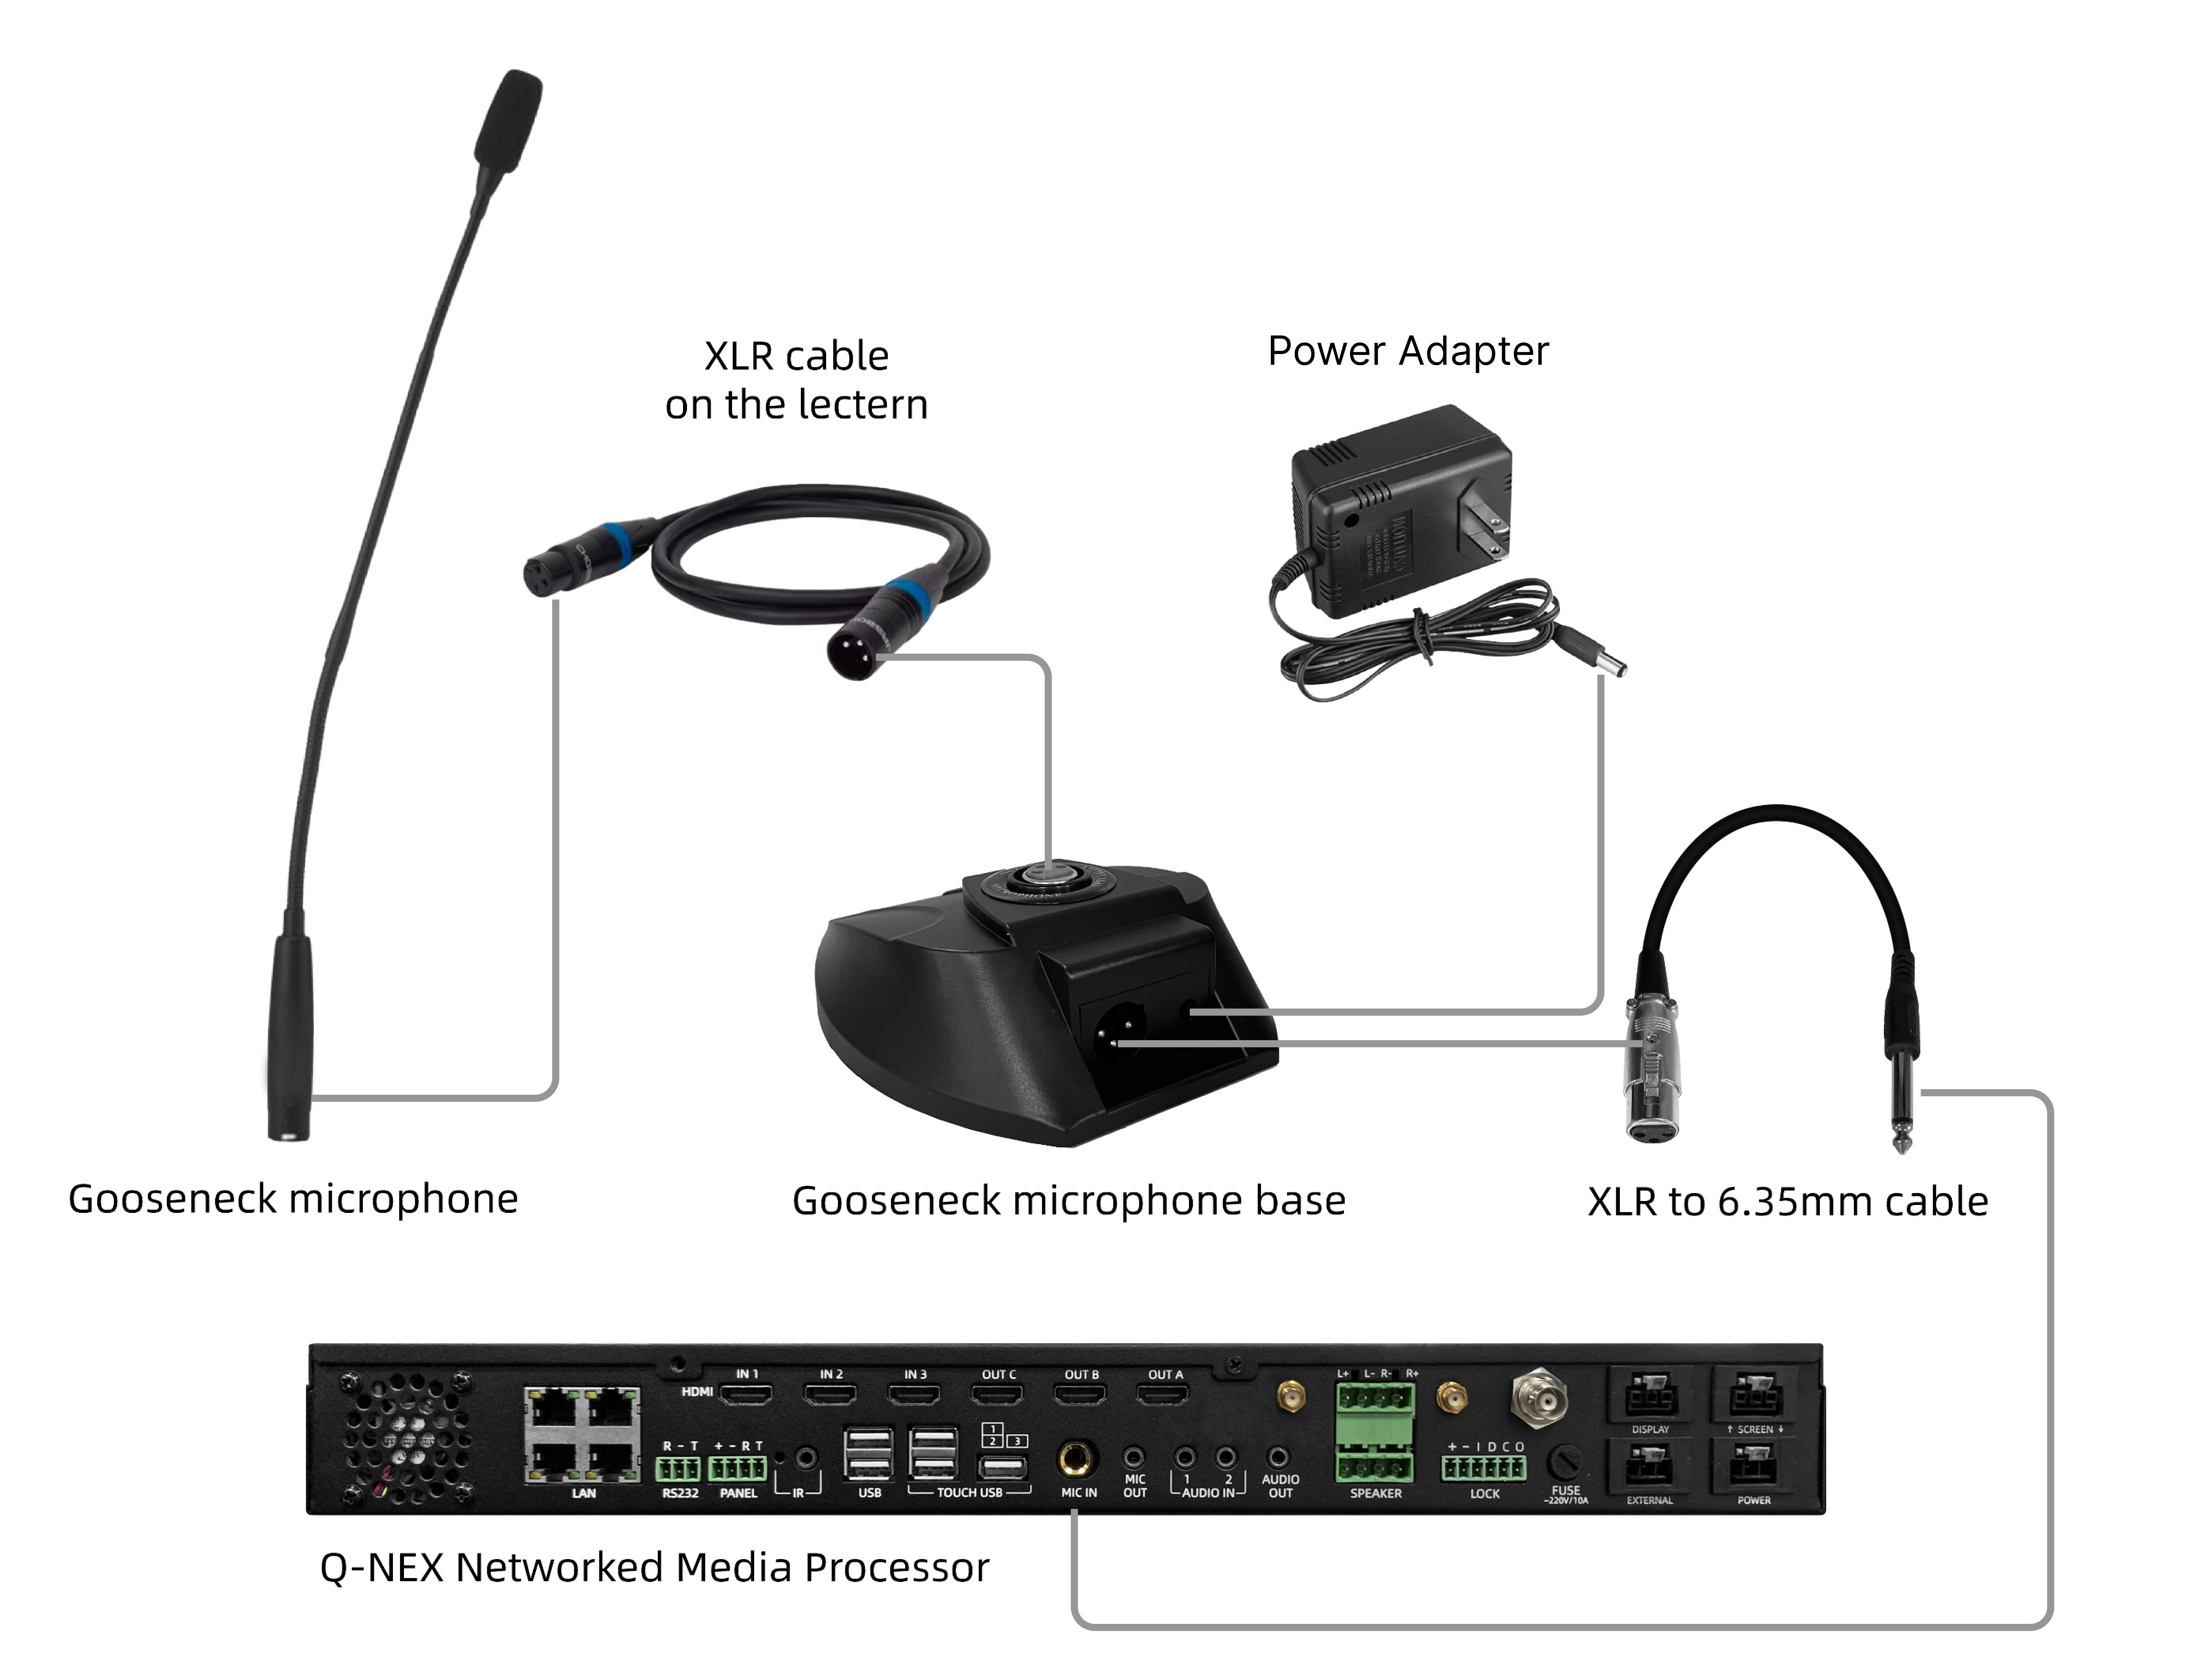 XLR cable
on the lectern
Power Adapter
Gooseneck microphone
Gooseneck microphone base
XLR to 6.35mm cable
HDMI IN 1 IN 2 IN 3 OUT C OUT B OUT A
L+ L- R- R+
DISPLAY
↑ SCREEN ↓
R - T
+ - R T
1
2 3
+ - I D C O
LAN
RS232
PANEL
IR
USB
TOUCH USB
MIC IN
MIC
OUT
1 2
AUDIO IN
AUDIO
OUT
SPEAKER
LOCK
FUSE
~220V/10A
EXTERNAL
POWER
Q-NEX Networked Media Processor